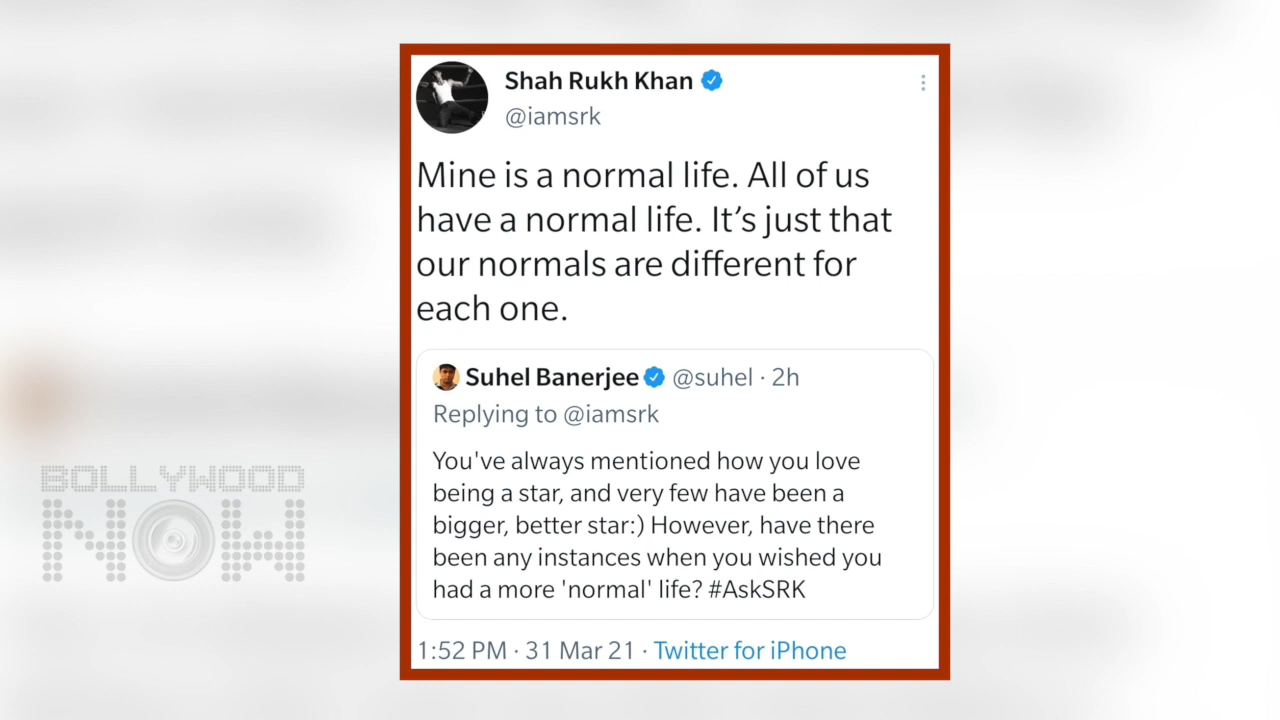 Shah Rukh Khan
@iamsrk
Mine is a normal life. All of us
have a normal life. It’s just that
our normals are different for
each one.
Suhel Banerjee @suhel · 2h
Replying to @iamsrk
You've always mentioned how you love
being a star, and very few have been a
bigger, better star:) However, have there
been any instances when you wished you
had a more 'normal' life? #AskSRK
1:52 PM · 31 Mar 21 · Twitter for iPhone
BOLLYWOOD
NOW